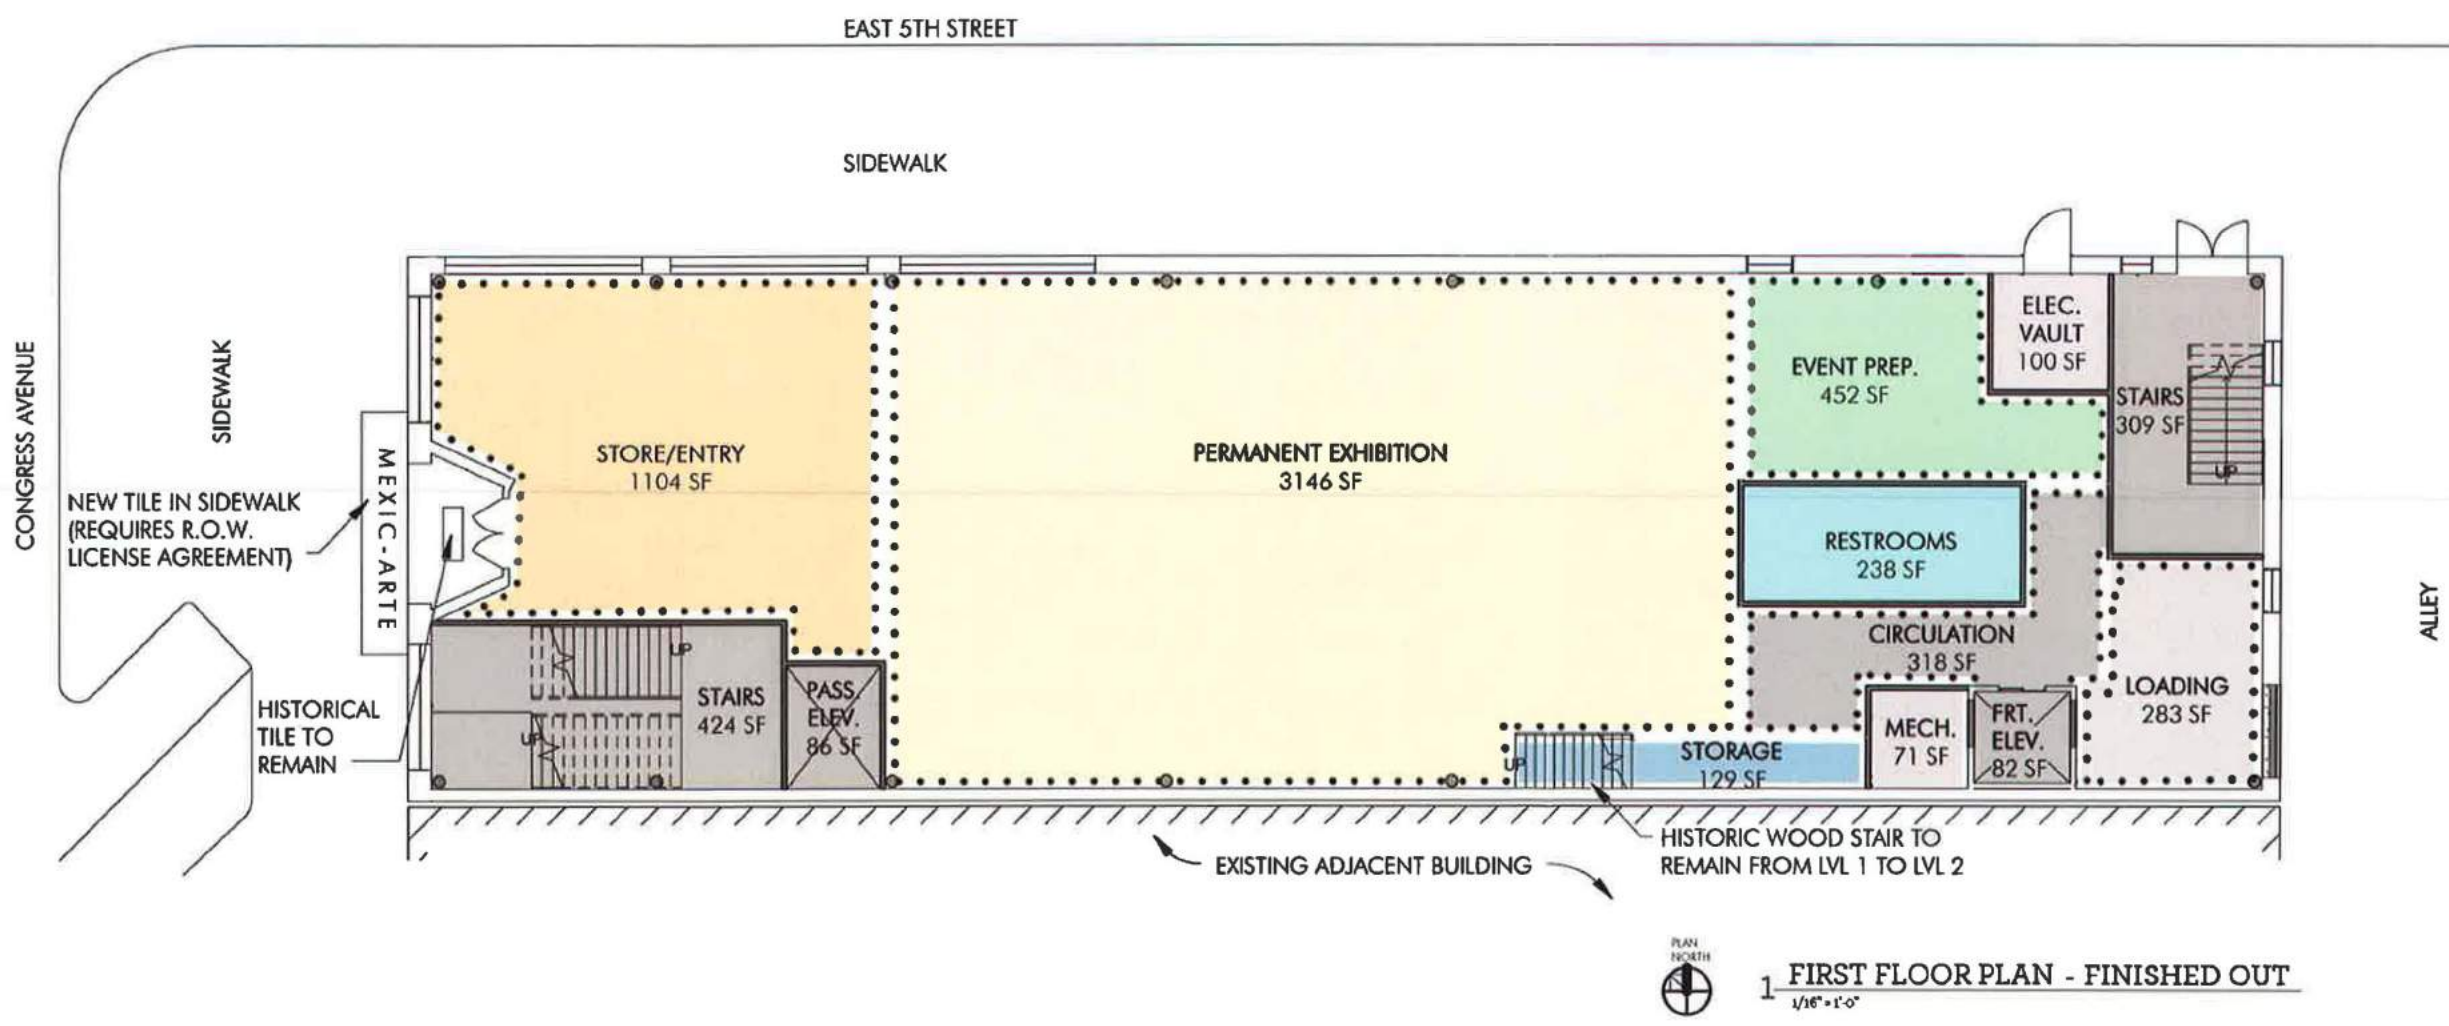 EAST 5TH STREET
SIDEWALK
CONGRESS AVENUE
SIDEWALK
MEXIC-ARTE
NEW TILE IN SIDEWALK
(REQUIRES R.O.W.
LICENSE AGREEMENT)
HISTORICAL
TILE TO
REMAIN
STORE/ENTRY
1104 SF
UP
UP
STAIRS
424 SF
PASS.
ELEV.
86 SF
PERMANENT EXHIBITION
3146 SF
EVENT PREP.
452 SF
ELEC.
VAULT
100 SF
STAIRS
309 SF
UP
RESTROOMS
238 SF
CIRCULATION
318 SF
LOADING
283 SF
MECH.
71 SF
FRT.
ELEV.
82 SF
UP
STORAGE
129 SF
ALLEY
HISTORIC WOOD STAIR TO
REMAIN FROM LVL 1 TO LVL 2
EXISTING ADJACENT BUILDING
PLAN
NORTH
1 FIRST FLOOR PLAN - FINISHED OUT
1/16" = 1'-0"